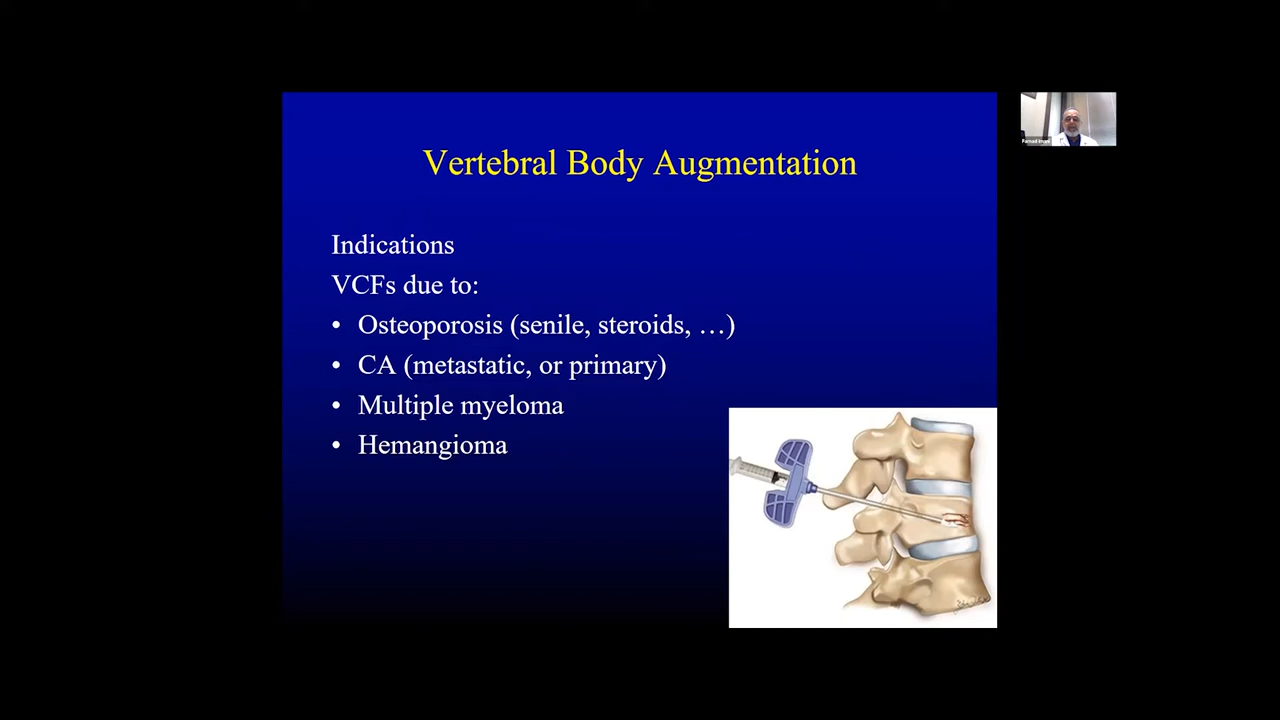 Vertebral Body Augmentation
Indications
VCFs due to:
• Osteoporosis (senile, steroids, …)
• CA (metastatic, or primary)
• Multiple myeloma
• Hemangioma